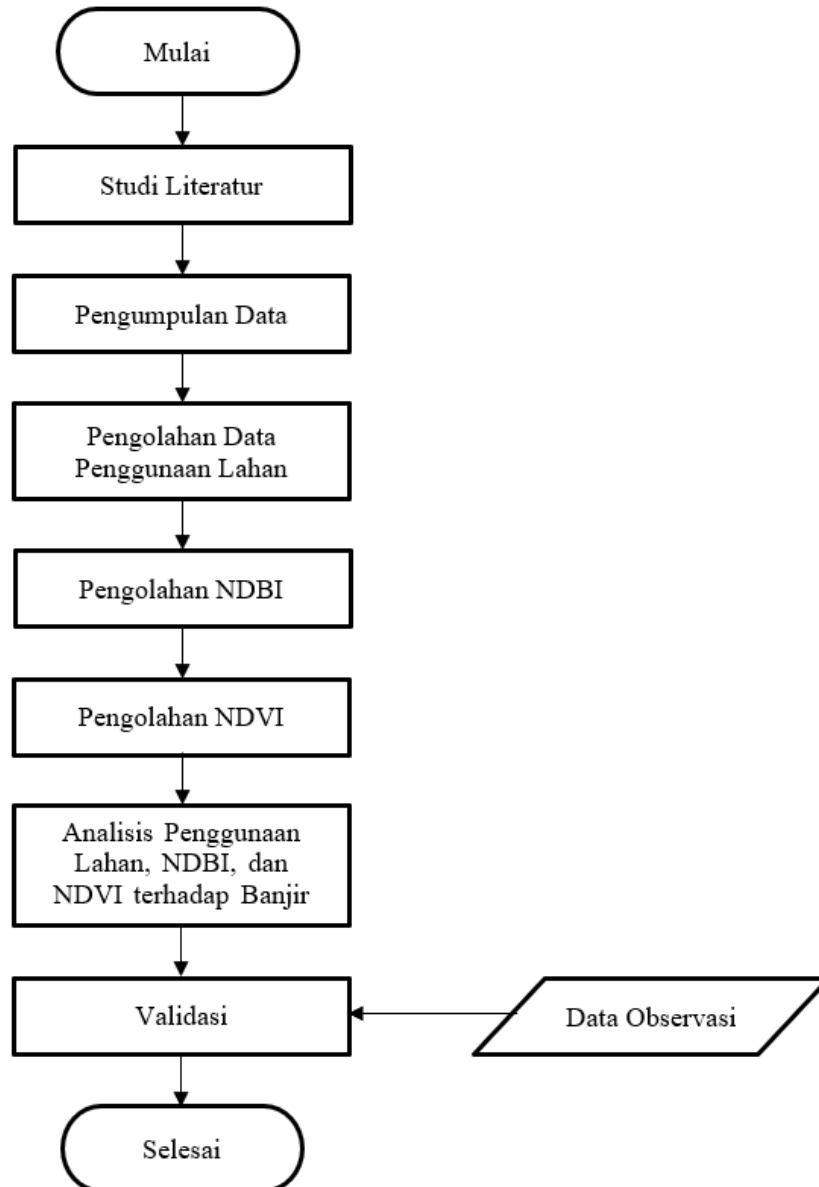 Mulai
Studi Literatur
Pengumpulan Data
Pengolahan Data
Penggunaan Lahan
Pengolahan NDBI
Pengolahan NDVI
Analisis Penggunaan
Lahan, NDBI, dan
NDVI terhadap Banjir
Validasi
Data Observasi
Selesai